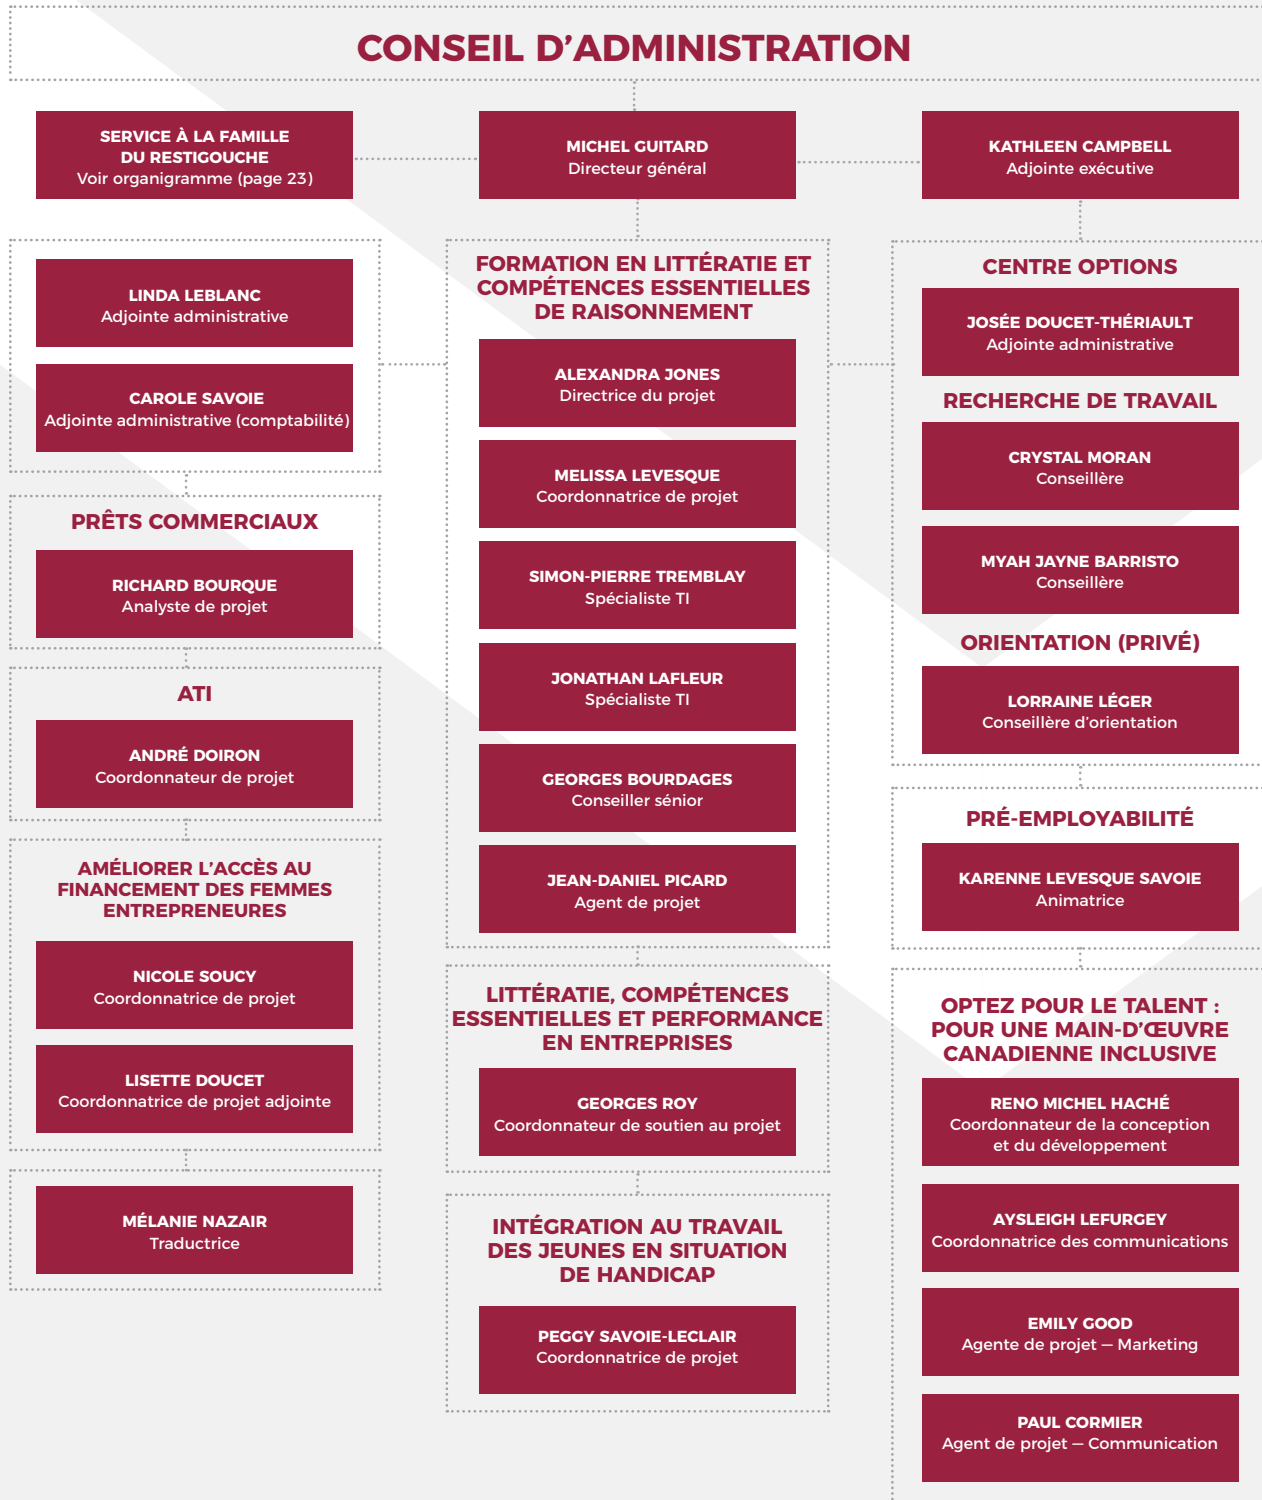 CONSEIL D’ADMINISTRATION
SERVICE À LA FAMILLE
DU RESTIGOUCHE
Voir organigramme (page 23)
MICHEL GUITARD
Directeur général
KATHLEEN CAMPBELL
Adjointe exécutive
LINDA LEBLANC
Adjointe administrative
CAROLE SAVOIE
Adjointe administrative (comptabilité)
PRÊTS COMMERCIAUX
RICHARD BOURQUE
Analyste de projet
ATI
ANDRÉ DOIRON
Coordonnateur de projet
AMÉLIORER L’ACCÈS AU
FINANCEMENT DES FEMMES
ENTREPRENEURES
NICOLE SOUCY
Coordonnatrice de projet
LISETTE DOUCET
Coordonnatrice de projet adjointe
MÉLANIE NAZAIR
Traductrice
FORMATION EN LITTÉRATIE ET
COMPÉTENCES ESSENTIELLES
DE RAISONNEMENT
ALEXANDRA JONES
Directrice du projet
MELISSA LEVESQUE
Coordonnatrice de projet
SIMON-PIERRE TREMBLAY
Spécialiste TI
JONATHAN LAFLEUR
Spécialiste TI
GEORGES BOURDAGES
Conseiller sénior
JEAN-DANIEL PICARD
Agent de projet
LITTÉRATIE, COMPÉTENCES
ESSENTIELLES ET PERFORMANCE
EN ENTREPRISES
GEORGES ROY
Coordonnateur de soutien au projet
INTÉGRATION AU TRAVAIL
DES JEUNES EN SITUATION
DE HANDICAP
PEGGY SAVOIE-LECLAIR
Coordonnatrice de projet
CENTRE OPTIONS
JOSÉE DOUCET-THÉRIAULT
Adjointe administrative
RECHERCHE DE TRAVAIL
CRYSTAL MORAN
Conseillère
MYAH JAYNE BARRISTO
Conseillère
ORIENTATION (PRIVÉ)
LORRAINE LÉGER
Conseillère d’orientation
PRÉ-EMPLOYABILITÉ
KARENNE LEVESQUE SAVOIE
Animatrice
OPTEZ POUR LE TALENT :
POUR UNE MAIN-D’ŒUVRE
CANADIENNE INCLUSIVE
RENO MICHEL HACHÉ
Coordonnateur de la conception
et du développement
AYSLEIGH LEFURGEY
Coordonnatrice des communications
EMILY GOOD
Agente de projet — Marketing
PAUL CORMIER
Agent de projet — Communication